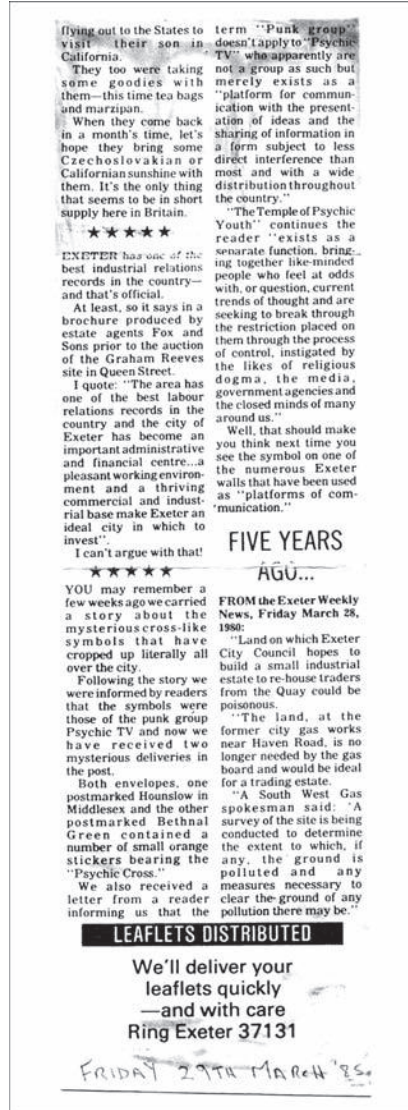 flying out to the States to
visit their son in
California.
They too were taking
some goodies with
them—this time tea bags
and marzipan.
When they come back
in a month's time, let's
hope they bring some
Czechoslovakian or
Californian sunshine with
them. It's the only thing
that seems to be in short
supply here in Britain.
★★★★★
EXETER has one of the
best industrial relations
records in the country—
and that's official.
At least, so it says in a
brochure produced by
estate agents Fox and
Sons prior to the auction
of the Graham Reeves
site in Queen Street.
I quote: "The area has
one of the best labour
relations records in the
country and the city of
Exeter has become an
important administrative
and financial centre...a
pleasant working environ-
ment and a thriving
commercial and indust-
rial base make Exeter an
ideal city in which to
invest".
I can't argue with that!
★★★★★
YOU may remember a
few weeks ago we carried
a story about the
mysterious cross-like
symbols that have
cropped up literally all
over the city.
Following the story we
were informed by readers
that the symbols were
those of the punk group
Psychic TV and now we
have received two
mysterious deliveries in
the post.
Both envelopes, one
postmarked Hounslow in
Middlesex and the other
postmarked Bethnal
Green contained a
number of small orange
stickers bearing the
"Psychic Cross."
We also received a
letter from a reader
informing us that the
term "Punk group"
doesn't apply to "Psychic
TV" who apparently are
not a group as such but
merely exists as a
"platform for commun-
ication with the present-
ation of ideas and the
sharing of information in
a form subject to less
direct interference than
most and with a wide
distribution throughout
the country."
"The Temple of Psychic
Youth" continues the
reader "exists as a
separate function, bring-
ing together like-minded
people who feel at odds
with, or question, current
trends of thought and are
seeking to break through
the restriction placed on
them through the process
of control, instigated by
the likes of religious
dogma, the media,
government agencies and
the closed minds of many
around us."
Well, that should make
you think next time you
see the symbol on one of
the numerous Exeter
walls that have been used
as "platforms of com-
munication."
FIVE YEARS
AGO...
FROM the Exeter Weekly
News, Friday March 28,
1980:
"Land on which Exeter
City Council hopes to
build a small industrial
estate to re-house traders
from the Quay could be
poisonous.
"The land, at the
former city gas works
near Haven Road, is no
longer needed by the gas
board and would be ideal
for a trading estate.
"A South West Gas
spokesman said: 'A
survey of the site is being
conducted to determine
the extent to which, if
any, the ground is
polluted and any
measures necessary to
clear the ground of any
pollution there may be."
LEAFLETS DISTRIBUTED
We'll deliver your
leaflets quickly
—and with care
Ring Exeter 37131
FRIDAY 29TH MARCH '85.